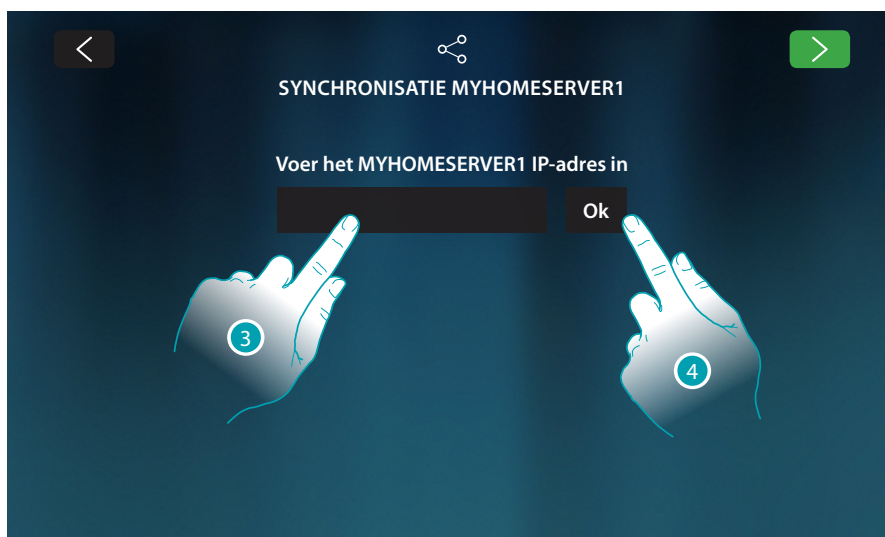 SYNCHRONISATIE MYHOMESERVER1
Voer het MYHOMESERVER1 IP-adres in
Ok
3
4